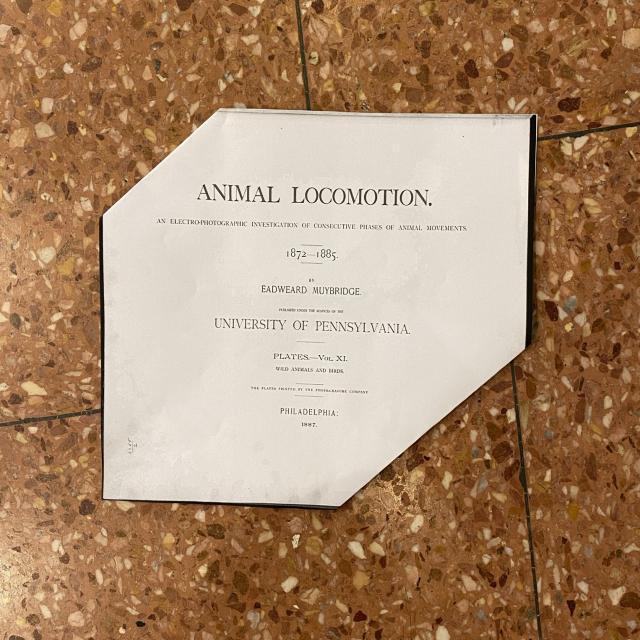 ANIMAL LOCOMOTION.
AN ELECTRO-PHOTOGRAPHIC INVESTIGATION OF CONSECUTIVE PHASES OF ANIMAL MOVEMENTS.
1872—1885.
BY
EADWEARD MUYBRIDGE.
PUBLISHED UNDER THE AUSPICES OF THE
UNIVERSITY OF PENNSYLVANIA.
PLATES.—VOL. XI.
WILD ANIMALS AND BIRDS.
THE PLATES PRINTED BY THE PHOTO-GRAVURE COMPANY
PHILADELPHIA:
1887.